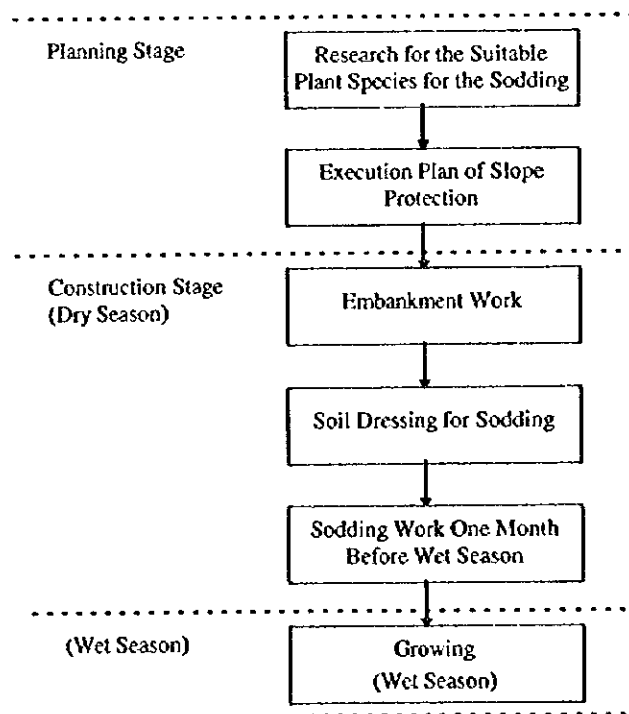 Planning Stage
Research for the Suitable
Plant Species for the Sodding
Execution Plan of Slope
Protection
Construction Stage
(Dry Season)
Embankment Work
Soil Dressing for Sodding
Sodding Work One Month
Before Wet Season
(Wet Season)
Growing
(Wet Season)